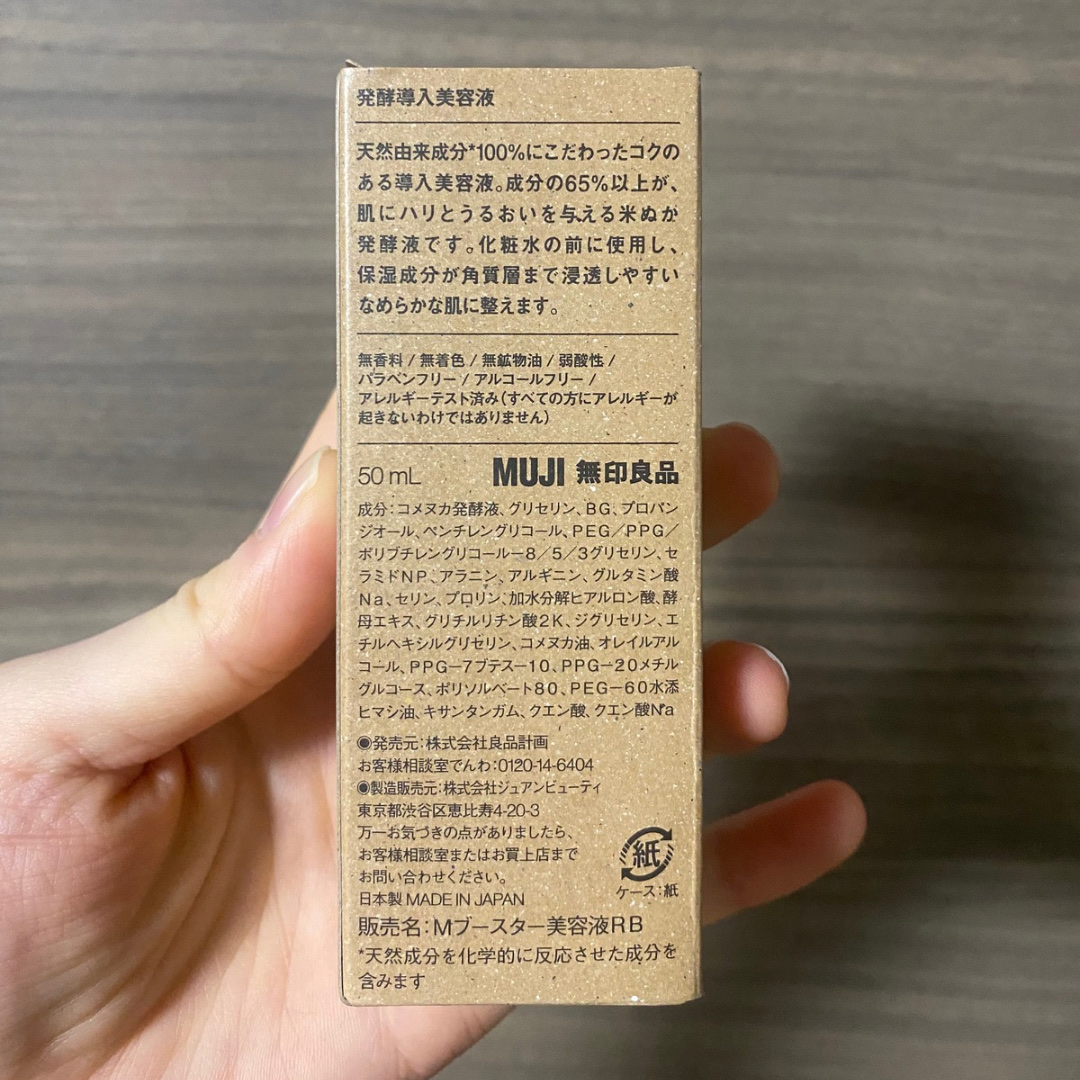 発酵導入美容液
天然由来成分*100%にこだわったコクの
ある導入美容液。成分の65%以上が、
肌にハリとうるおいを与える米ぬか
発酵液です。化粧水の前に使用し、
保湿成分が角質層まで浸透しやすい
なめらかな肌に整えます。
無香料/無着色/無鉱物油/弱酸性/
パラベンフリー/アルコールフリー/
アレルギーテスト済み(すべての方にアレルギーが
起きないわけではありません)
50mL MUJI 無印良品
成分:コメヌカ発酵液、グリセリン、BG、プロパン
ジオール、ペンチレングリコール、PEG/PPG/
ポリブチレングリコール-8/5/3グリセリン、セ
ラミドNP、アラニン、アルギニン、グルタミン酸
Na、セリン、プロリン、加水分解ヒアルロン酸、酵
母エキス、グリチルリチン酸2K、ジグリセリン、エ
チルヘキシルグリセリン、コメヌカ油、オレイルアル
コール、PPG-7ブテス-10、PPG-20メチル
グルコース、ポリソルベート80、PEG-60水添
ヒマシ油、キサンタンガム、クエン酸、クエン酸Na
◉発売元:株式会社良品計画
お客様相談室でんわ:0120-14-6404
◉製造販売元:株式会社ジュアンビューティ
東京都渋谷区恵比寿4-20-3
万一お気づきの点がありましたら、
お客様相談室またはお買上店まで
お問い合わせください。
紙
ケース:紙
日本製 MADE IN JAPAN
販売名:Mブースター美容液RB
*天然成分を化学的に反応させた成分を
含みます